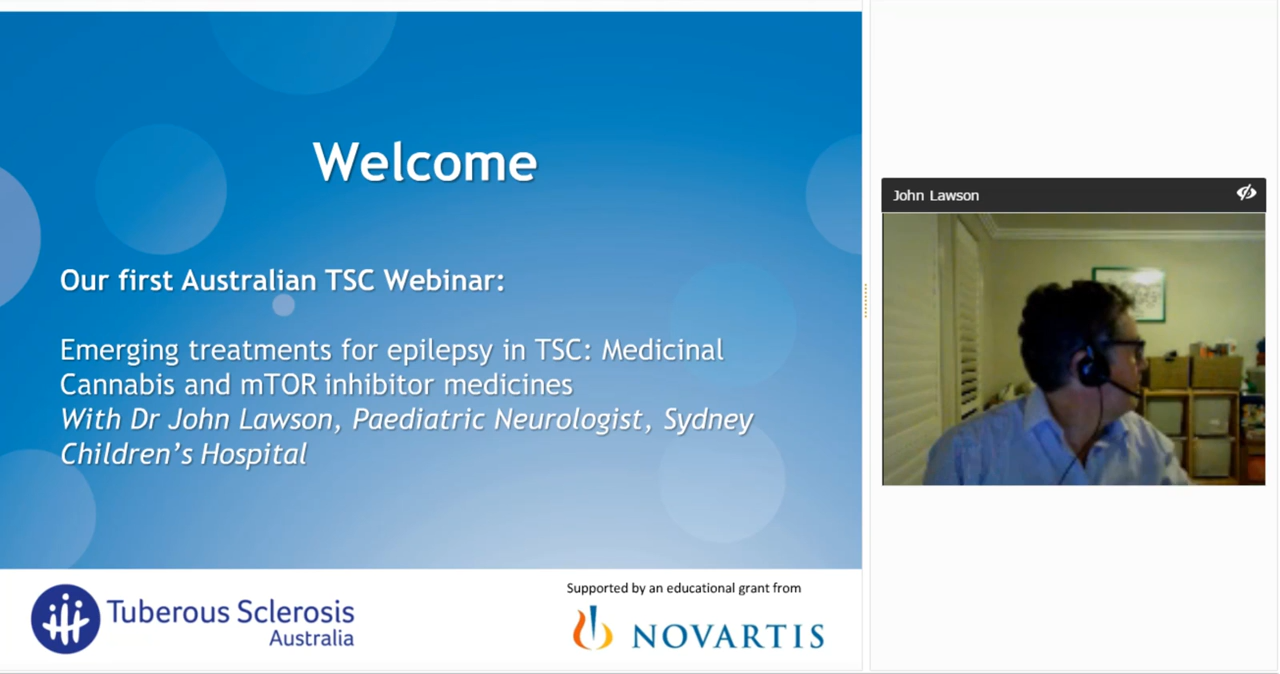 Welcome
Our first Australian TSC Webinar:
Emerging treatments for epilepsy in TSC: Medicinal
Cannabis and mTOR inhibitor medicines
With Dr John Lawson, Paediatric Neurologist, Sydney
Children's Hospital
Tuberous Sclerosis
Australia
Supported by an educational grant from
NOVARTIS
John Lawson